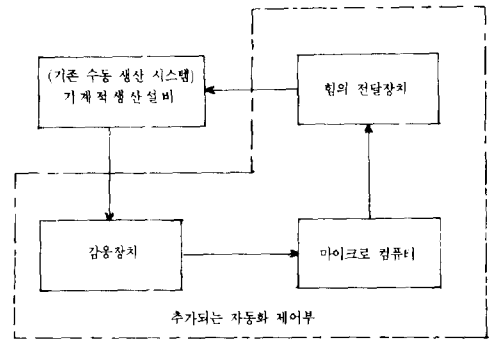 (기존 수동 생산 시스템)
기계적생산설비
힘의 전달장치
감응장치
마이크로 컴퓨터
추가되는 자동화 제어부